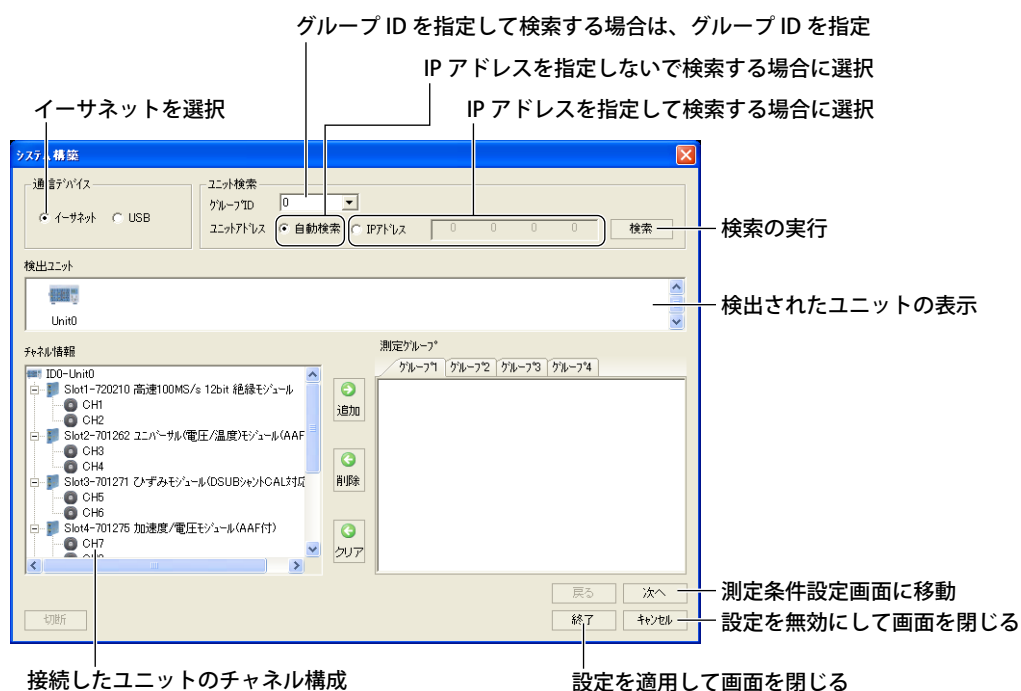 グループ ID を指定して検索する場合は、グループ ID を指定
IP アドレスを指定しないで検索する場合に選択
イーサネットを選択
IP アドレスを指定して検索する場合に選択
システム構築
通信デバイス
イーサネット
USB
ユニット検索
グループID
0
ユニットアドレス
自動検索
IPアドレス
0 0 0 0
検索
検索の実行
検出ユニット
Unit0
検出されたユニットの表示
チャネル情報
ID0-Unit0
Slot1-720210 高速100MS/s 12bit 絶縁モジュール
CH1
CH2
Slot2-701262 ユニバーサル(電圧/温度)モジュール(AAF
CH3
CH4
Slot3-701271 ひずみモジュール(DSUBシャントCAL対応
CH5
CH6
Slot4-701275 加速度/電圧モジュール(AAF付)
CH7
追加
削除
クリア
測定グループ
グループ1 グループ2 グループ3 グループ4
戻る
次へ
測定条件設定画面に移動
切断
終了
キャンセル
設定を無効にして画面を閉じる
接続したユニットのチャネル構成
設定を適用して画面を閉じる